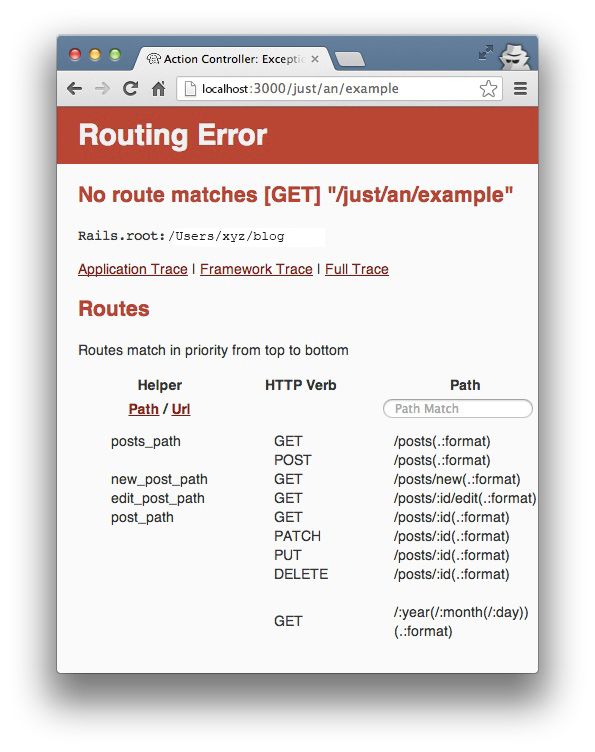 Action Controller: Exceptic
localhost:3000/just/an/example
Routing Error
No route matches [GET] "/just/an/example"
Rails.root: /Users/xyz/blog
Application Trace | Framework Trace | Full Trace
Routes
Routes match in priority from top to bottom
Helper HTTP Verb Path
Path / Url Path Match
posts_path GET /posts(.:format)
POST /posts(.:format)
new_post_path GET /posts/new(.:format)
edit_post_path GET /posts/:id/edit(.:format)
post_path GET /posts/:id(.:format)
PATCH /posts/:id(.:format)
PUT /posts/:id(.:format)
DELETE /posts/:id(.:format)
GET /:year(/:month(/:day))
(.:format)